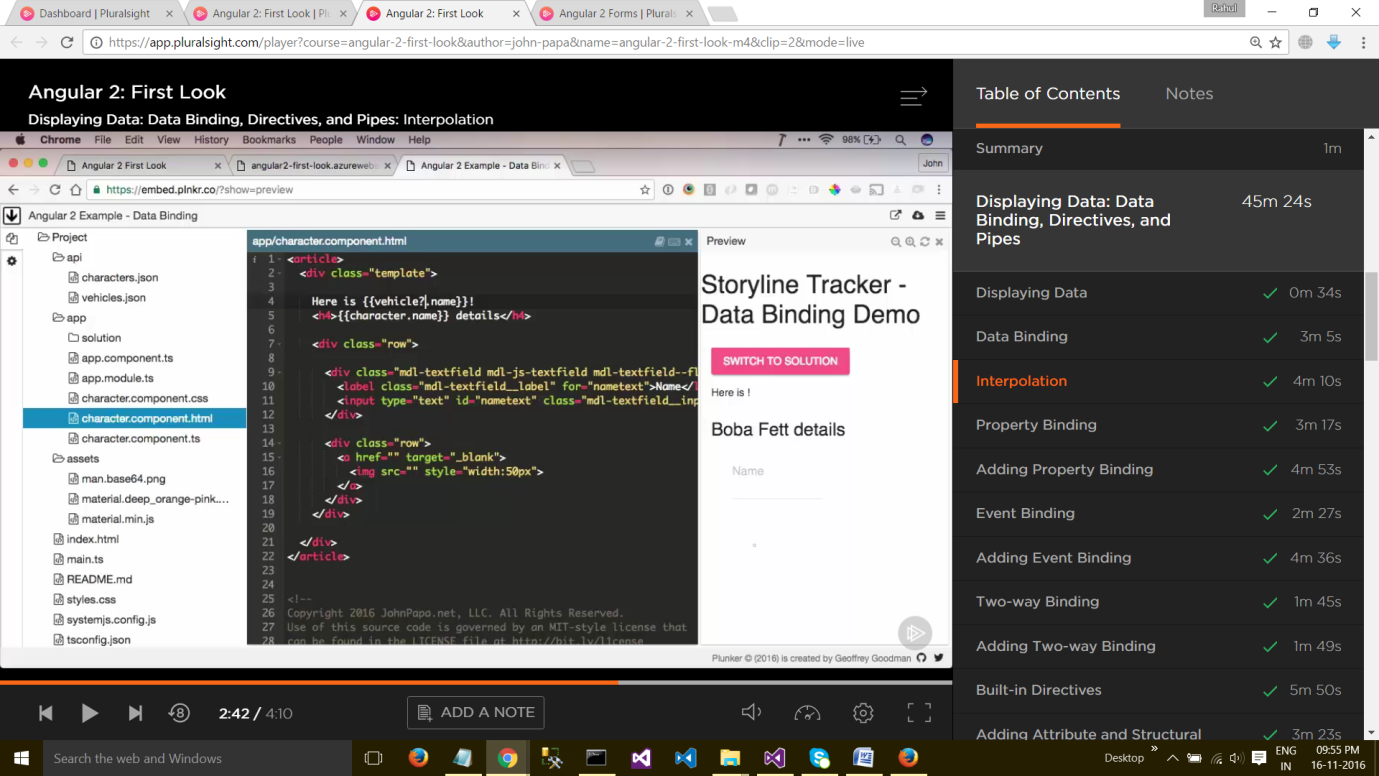 Dashboard | Pluralsight
Angular 2: First Look | Pl
Angular 2: First Look
Angular 2 Forms | Plurals
Rahul
https://app.pluralsight.com/player?course=angular-2-first-look&author=john-papa&name=angular-2-first-look-m4&clip=2&mode=live
Angular 2: First Look
Displaying Data: Data Binding, Directives, and Pipes: Interpolation
Chrome File Edit View History Bookmarks People Window Help
98%
Angular 2 First Look
angular2-first-look.azurewebs
Angular 2 Example - Data Bind
John
https://embed.plnkr.co/?show=preview
Angular 2 Example - Data Binding
Project
api
characters.json
vehicles.json
app
solution
app.component.ts
app.module.ts
character.component.css
character.component.html
character.component.ts
assets
man.base64.png
material.deep_orange-pink....
material.min.js
index.html
main.ts
README.md
styles.css
systemjs.config.js
tsconfig.json
app/character.component.html
1 <article>
2 <div class="template">
3
4 Here is {{vehicle?.name}}!
5 <h4>{{character.name}} details</h4>
6
7 <div class="row">
8
9 <div class="mdl-textfield mdl-js-textfield mdl-textfield--fl
10 <label class="mdl-textfield__label" for="nametext">Name</l
11 <input type="text" id="nametext" class="mdl-textfield__inp
12 </div>
13
14 <div class="row">
15 <a href="" target="_blank">
16 <img src="" style="width:50px">
17 </a>
18 </div>
19 </div>
20
21 </div>
22 </article>
23
24
25 <!--
26 Copyright 2016 JohnPapa.net, LLC. All Rights Reserved.
27 Use of this source code is governed by an MIT-style license that
28 can be found in the LICENSE file at http://bit.ly/l1cense
Preview
Storyline Tracker -
Data Binding Demo
SWITCH TO SOLUTION
Here is !
Boba Fett details
Name
Plunker © (2016) is created by Geoffrey Goodman
8
2:42 / 4:10
ADD A NOTE
Table of Contents
Notes
Summary 1m
Displaying Data: Data 45m 24s
Binding, Directives, and
Pipes
Displaying Data 0m 34s
Data Binding 3m 5s
Interpolation 4m 10s
Property Binding 3m 17s
Adding Property Binding 4m 53s
Event Binding 2m 27s
Adding Event Binding 4m 36s
Two-way Binding 1m 45s
Adding Two-way Binding 1m 49s
Built-in Directives 5m 50s
Adding Attribute and Structural 3m 23s
Search the web and Windows
Desktop
ENG
IN
09:55 PM
16-11-2016